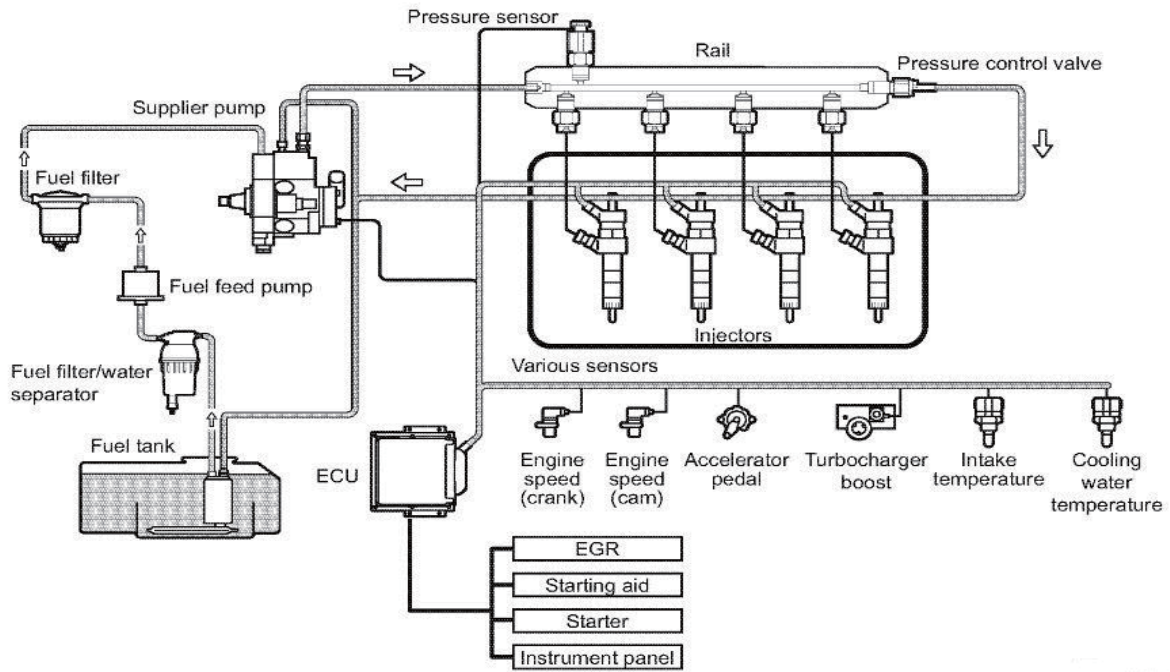 Pressure sensor
Rail
Pressure control valve
Supplier pump
Fuel filter
Fuel feed pump
Injectors
Fuel filter/water
separator
Various sensors
Fuel tank
ECU
Engine
speed
(crank)
Engine
speed
(cam)
Accelerator
pedal
Turbocharger
boost
Intake
temperature
Cooling
water
temperature
EGR
Starting aid
Starter
Instrument panel